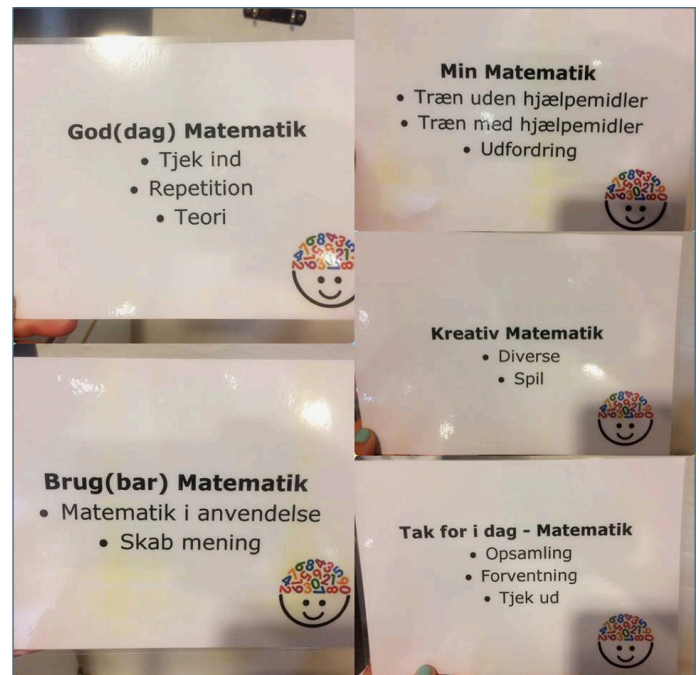 God(dag) Matematik
• Tjek ind
• Repetition
• Teori
Min Matematik
• Træn uden hjælpemidler
• Træn med hjælpemidler
• Udfordring
Kreativ Matematik
• Diverse
• Spil
Brug(bar) Matematik
• Matematik i anvendelse
• Skab mening
Tak for i dag - Matematik
• Opsamling
• Forventning
• Tjek ud